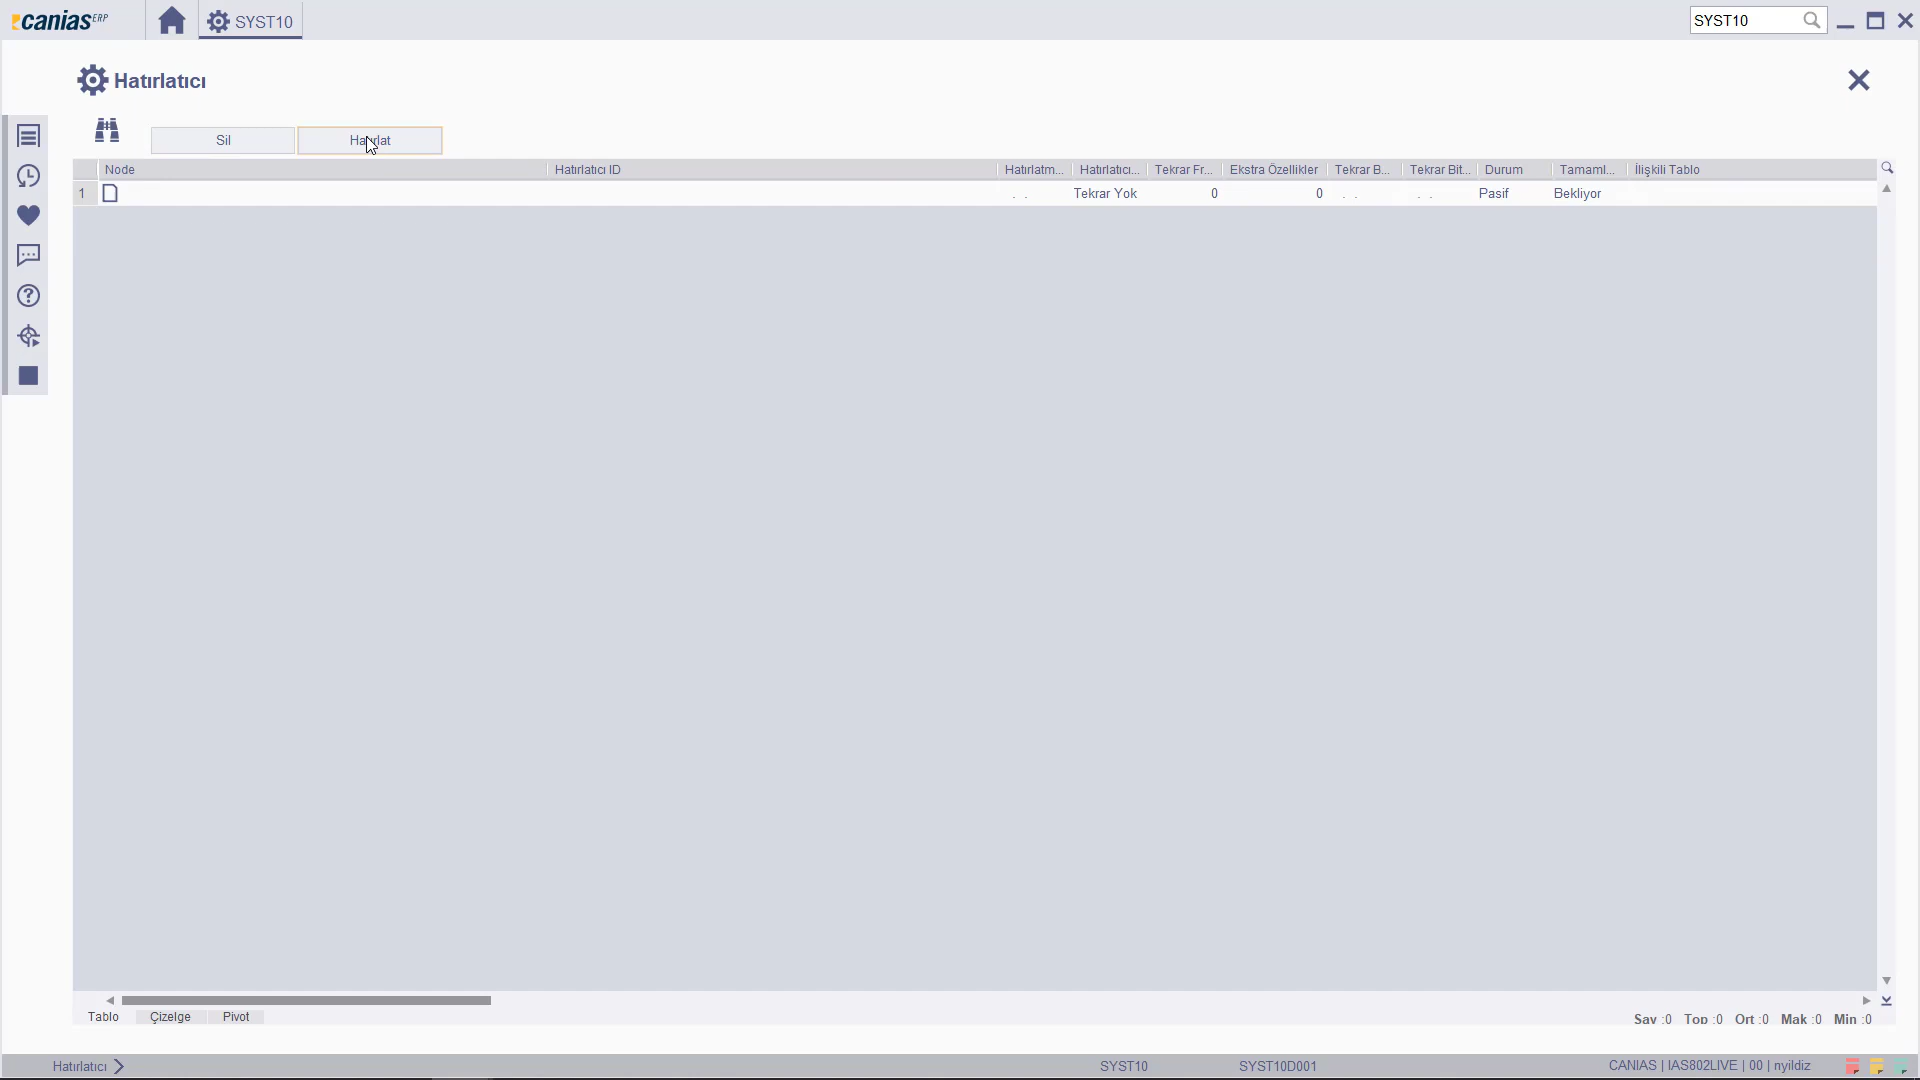 canias ERP
SYST10
SYST10
Hatırlatıcı
Sil
Hatırlat
Node Hatırlatıcı ID Hatırlatm... Hatırlatıcı... Tekrar Fr... Ekstra Özellikler Tekrar B... Tekrar Bit... Durum Tamaml... İlişkili Tablo
1 . . Tekrar Yok 0 0 . . . . Pasif Bekliyor
Tablo Çizelge Pivot
Say :0 Top :0 Ort :0 Mak :0 Min :0
Hatırlatıcı SYST10 SYST10D001 CANIAS | IAS802LIVE | 00 | nyildiz